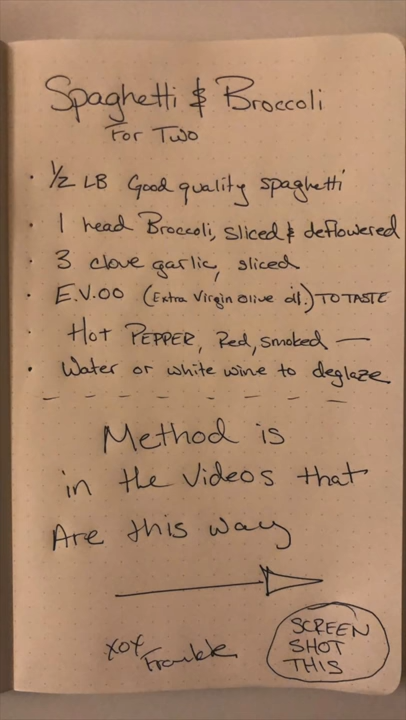 Spaghetti & Broccoli
For Two
• 1/2 LB Good quality spaghetti
• 1 head Broccoli, sliced & deflowered
• 3 clove garlic, sliced
• E.V.OO (Extra Virgin olive oil.) TO TASTE
• Hot PEPPER, Red, smoked —
• Water or white wine to deglaze
Method is
in the Videos that
Are this way
xox
Frankie
SCREEN
SHOT
THIS